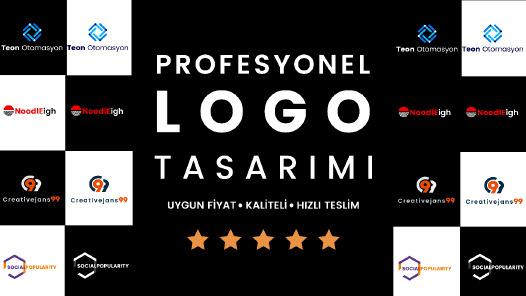 Teon Otomasyon
Teon Otomasyon
NoodlEigh
NoodlEigh
Creativejans99
Creativejans99
SOCIALPOPULARITY
SOCIALPOPULARITY
PROFESYONEL
LOGO
TASARIMI
UYGUN FİYAT • KALİTELİ • HIZLI TESLİM
Teon Otomasyon
Teon Otomasyon
NoodlEigh
NoodlEigh
Creativejans99
Creativejans99
SOCIALPOPULARITY
SOCIALPOPULARITY